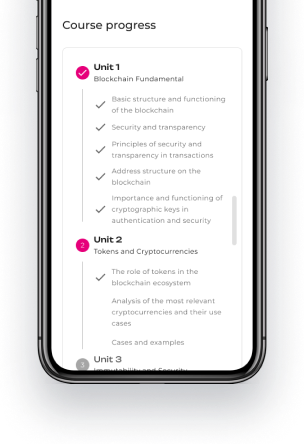 Course progress
Unit 1
Blockchain Fundamental
Basic structure and functioning
of the blockchain
Security and transparency
Principles of security and
transparency in transactions
Address structure on the
blockchain
Importance and functioning of
cryptographic keys in
authentication and security
2
Unit 2
Tokens and Cryptocurrencies
The role of tokens in the
blockchain ecosystem
Analysis of the most relevant
cryptocurrencies and their use
cases
Cases and examples
3
Unit 3
Immutability and Security